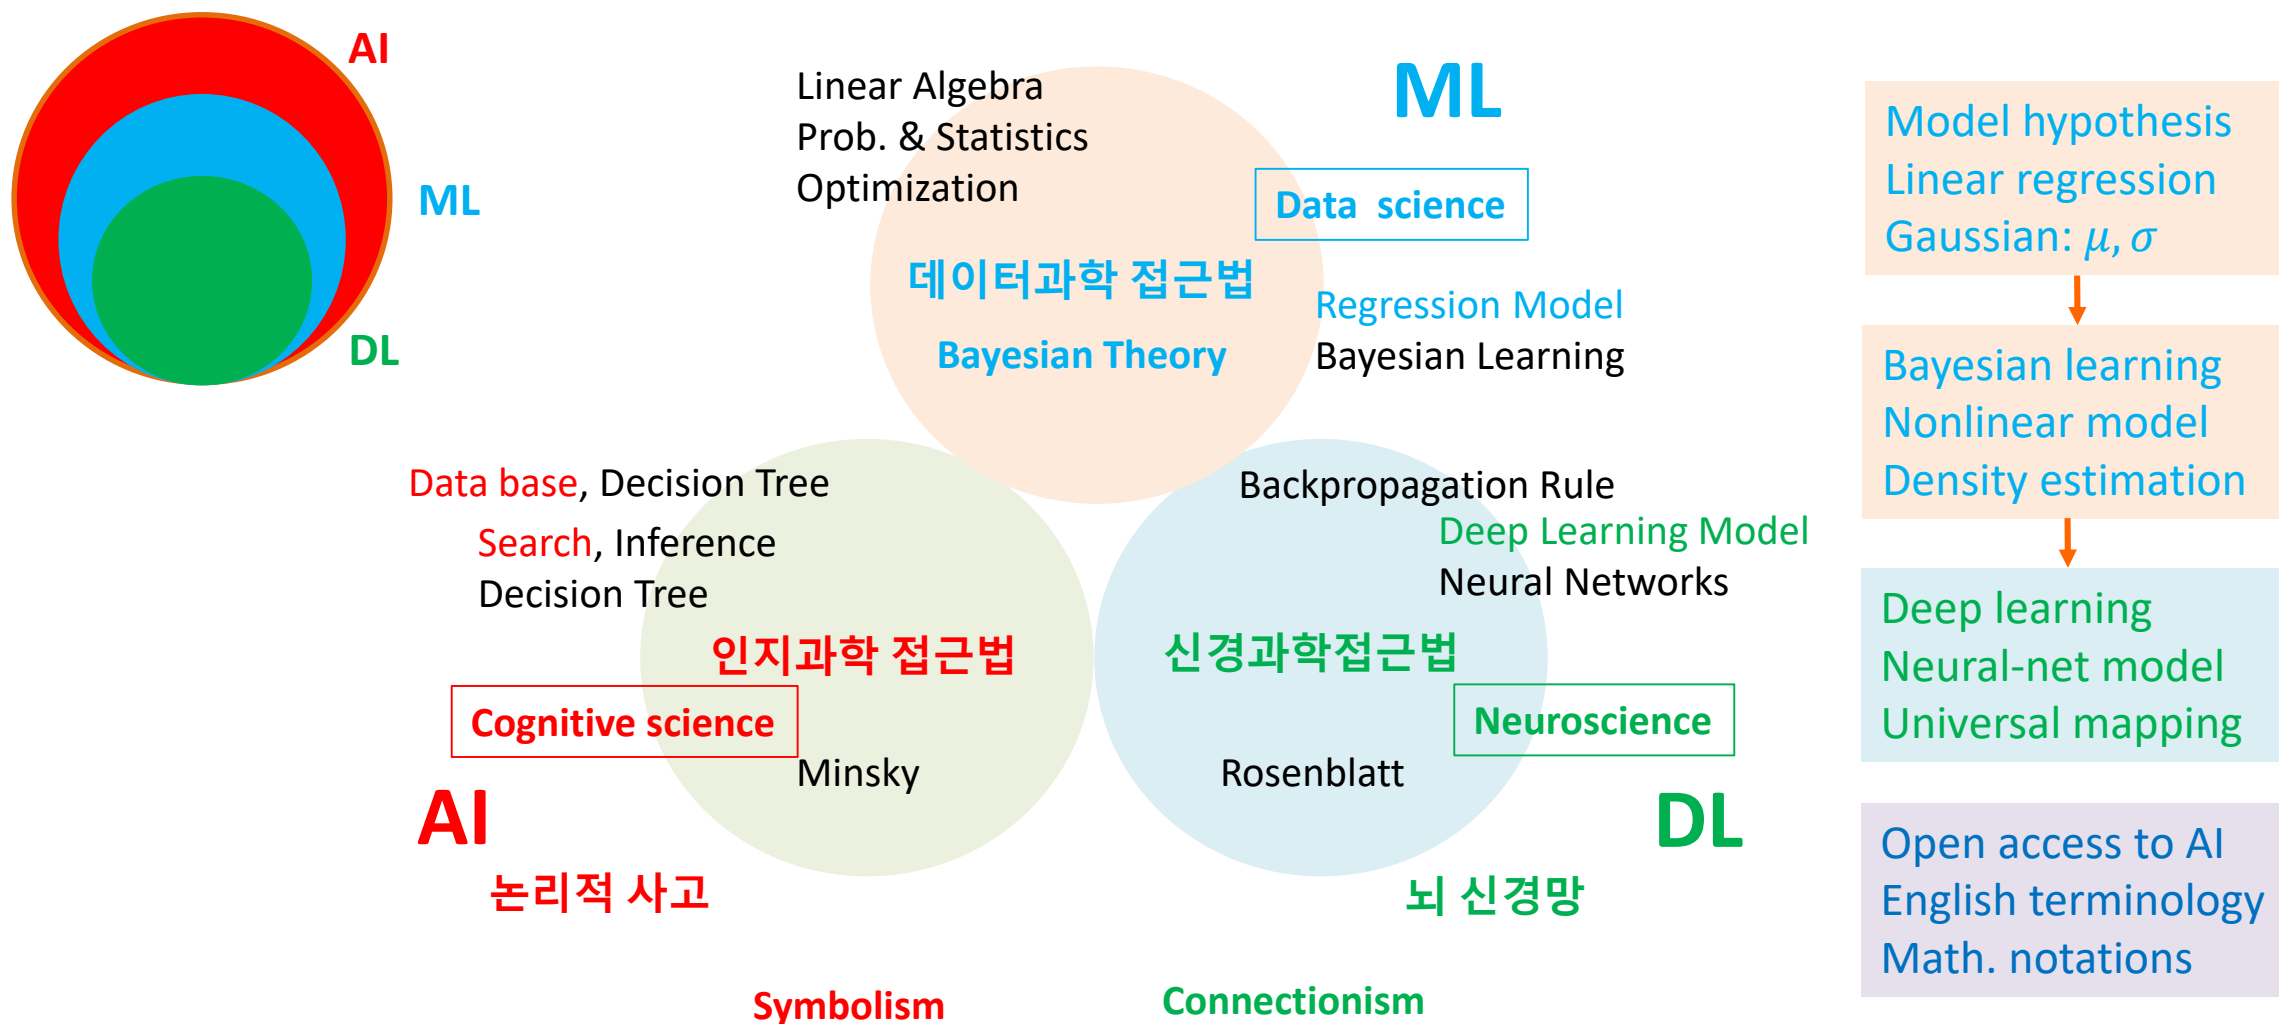 AI
ML
DL
Linear Algebra
Prob. & Statistics
Optimization
ML
Data science
데이터과학 접근법
Bayesian Theory
Regression Model
Bayesian Learning
Data base, Decision Tree
Search, Inference
Decision Tree
인지과학 접근법
Cognitive science
Minsky
AI
논리적 사고
Symbolism
Backpropagation Rule
Deep Learning Model
Neural Networks
신경과학접근법
Neuroscience
Rosenblatt
DL
뇌 신경망
Connectionism
Model hypothesis
Linear regression
Gaussian: μ, σ
Bayesian learning
Nonlinear model
Density estimation
Deep learning
Neural-net model
Universal mapping
Open access to AI
English terminology
Math. notations